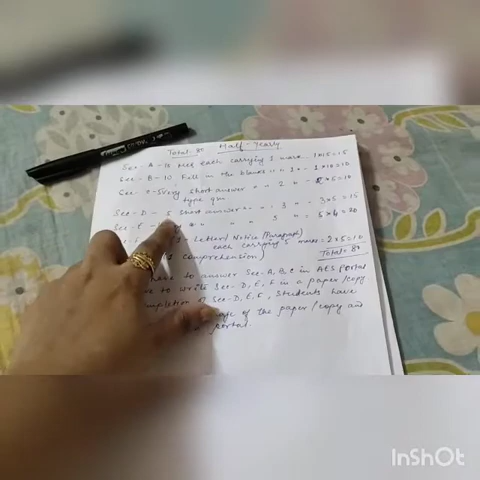 Total: 80 Half-Yearly
Sec-A-15 MCQ each carrying 1 mark - 1×15=15
Sec-B-10 Fill in the blanks " " 1 " - 1×10=10
Sec-C-5 very short answer " " 2 " - 2×5=10
type qun
Sec-D-5 Short answer " " 3 " - 3×5=15
Sec-E " " 5 " = 5×4=20
Letter/Notice/Paragraph)
each carrying 5 marks = 2×5=10
comprehension) Total=80
have to answer Sec-A,B,C in AES Portal
to write Sec-D,E,F in a paper/copy
completion of Sec-D,E,F, Students have
image of the paper/copy and
portal.
InShOt